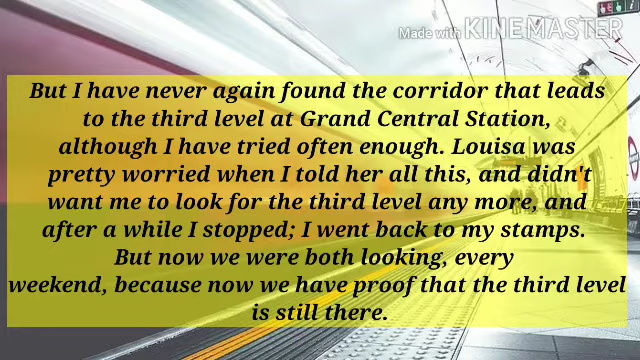 Made with KINEMASTER
But I have never again found the corridor that leads
to the third level at Grand Central Station,
although I have tried often enough. Louisa was
pretty worried when I told her all this, and didn't
want me to look for the third level any more, and
after a while I stopped; I went back to my stamps.
But now we were both looking, every
weekend, because now we have proof that the third level
is still there.